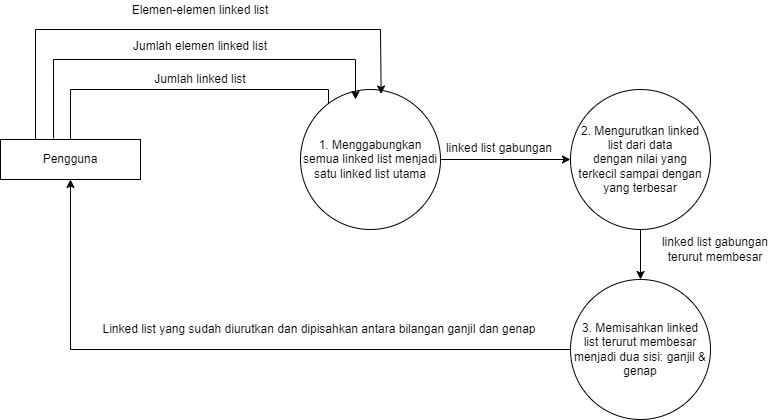 Elemen-elemen linked list
Jumlah elemen linked list
Jumlah linked list
Pengguna
1. Menggabungkan
semua linked list menjadi
satu linked list utama
linked list gabungan
2. Mengurutkan linked
list dari data
dengan nilai yang
terkecil sampai dengan
yang terbesar
linked list gabungan
terurut membesar
3. Memisahkan linked
list terurut membesar
menjadi dua sisi: ganjil &
genap
Linked list yang sudah diurutkan dan dipisahkan antara bilangan ganjil dan genap